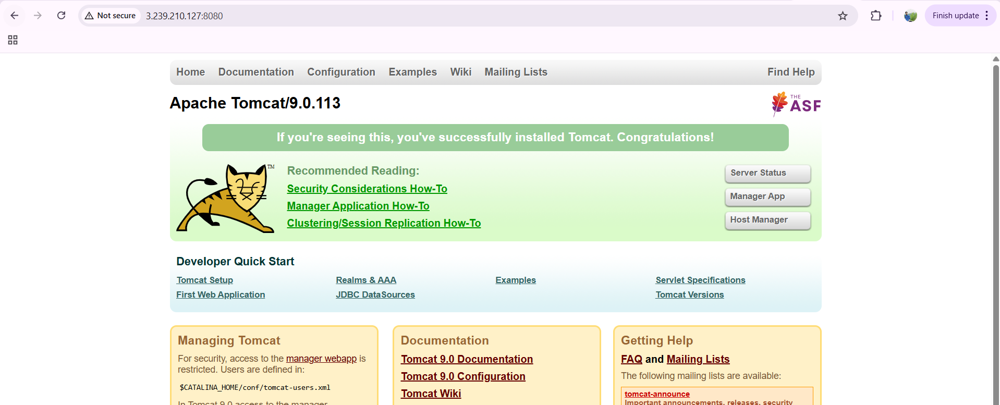 Not secure
3.239.210.127:8080
Finish update
Home Documentation Configuration Examples Wiki Mailing Lists Find Help
Apache Tomcat/9.0.113
THE
ASF
If you're seeing this, you've successfully installed Tomcat. Congratulations!
TM
Recommended Reading:
Security Considerations How-To
Manager Application How-To
Clustering/Session Replication How-To
Server Status
Manager App
Host Manager
Developer Quick Start
Tomcat Setup
First Web Application
Realms & AAA
JDBC DataSources
Examples
Servlet Specifications
Tomcat Versions
Managing Tomcat
For security, access to the manager webapp is
restricted. Users are defined in:
$CATALINA_HOME/conf/tomcat-users.xml
In Tomcat 9.0 access to the manager
Documentation
Tomcat 9.0 Documentation
Tomcat 9.0 Configuration
Tomcat Wiki
Getting Help
FAQ and Mailing Lists
The following mailing lists are available:
tomcat-announce
Important announcements, releases, security